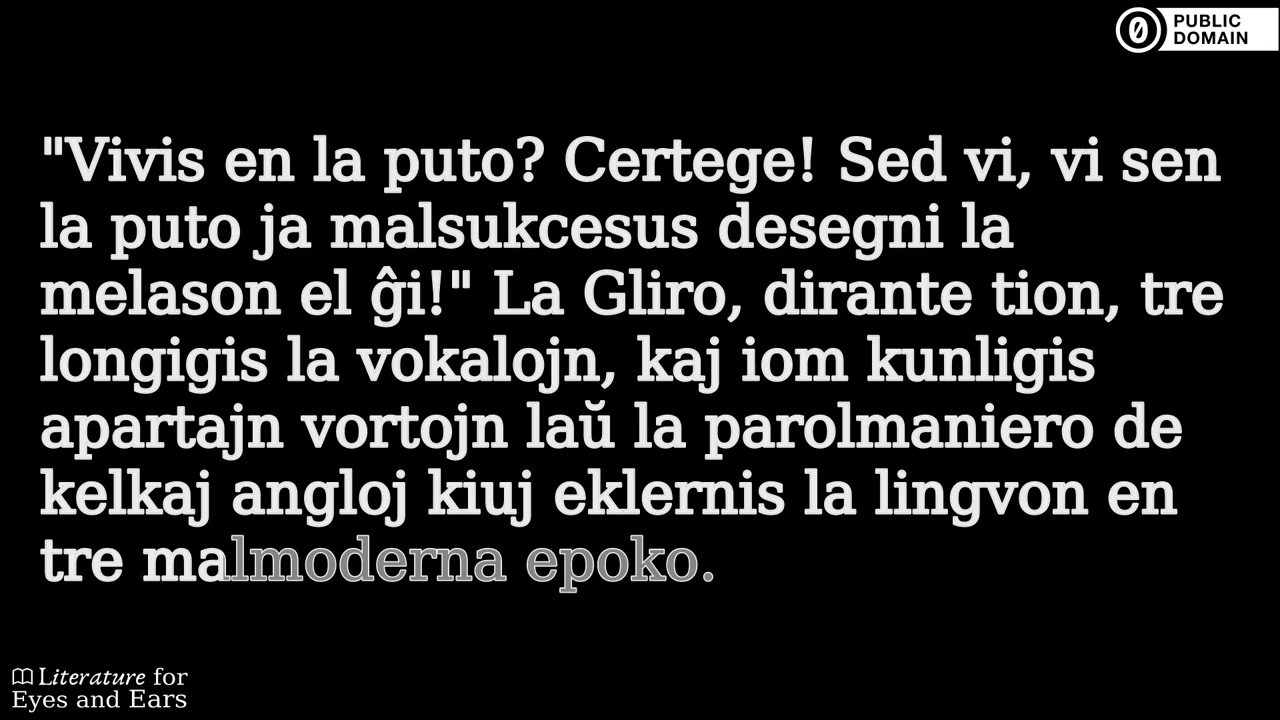 PUBLIC
DOMAIN
"Vivis en la puto? Certege! Sed vi, vi sen
la puto ja malsukcesus desegni la
melason el ĝi!" La Gliro, dirante tion, tre
longigis la vokalojn, kaj iom kunligis
apartajn vortojn laŭ la parolmaniero de
kelkaj angloj kiuj eklernis la lingvon en
tre malmoderna epoko.
Literature for
Eyes and Ears